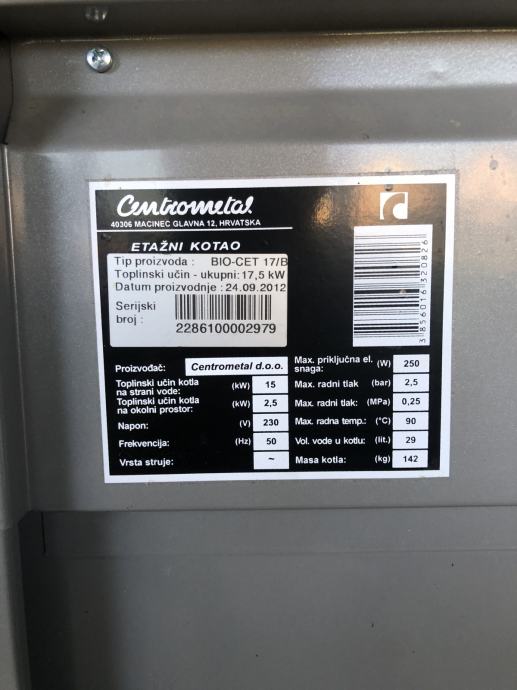 Centrometal
40306 MACINEC GLAVNA 12, HRVATSKA
ETAŽNI KOTAO
Tip proizvoda : BIO-CET 17/B
Toplinski učin - ukupni: 17,5 kW
Datum proizvodnje : 24.09.2012
Serijski
broj :
2286100002979
3 856016 320826
Proizvođač: Centrometal d.o.o.
Toplinski učin kotla
na strani vode: (kW) 15
Toplinski učin kotla
na okolni prostor: (kW) 2,5
Napon: (V) 230
Frekvencija: (Hz) 50
Vrsta struje: ~
Max. priključna el.
snaga: (W) 250
Max. radni tlak (bar) 2,5
Max. radni tlak: (MPa) 0,25
Max. radna temp.: (°C) 90
Vol. vode u kotlu: (lit.) 29
Masa kotla: (kg) 142